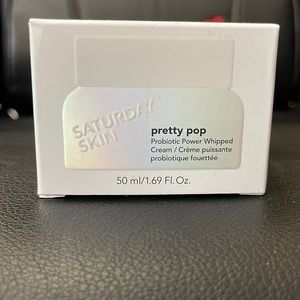 SATURDAY
SKIN
pretty pop
Probiotic Power Whipped
Cream / Crème puissante
probiotique fouettée
50 ml/1.69 Fl. Oz.